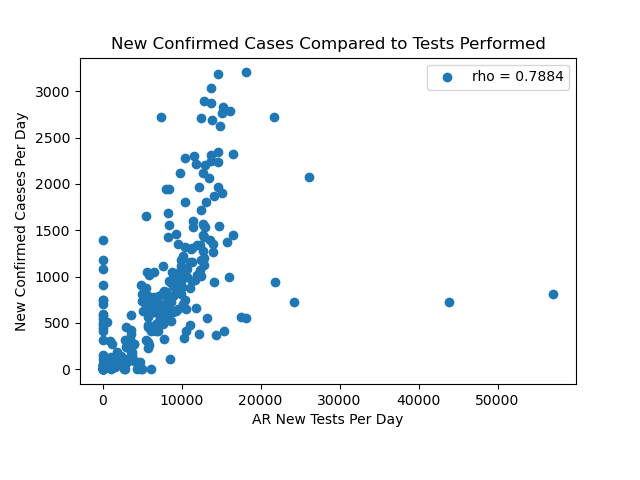 New Confirmed Cases Compared to Tests Performed
rho = 0.7884
New Confirmed Caeses Per Day
3000
2500
2000
1500
1000
500
0
0 10000 20000 30000 40000 50000
AR New Tests Per Day